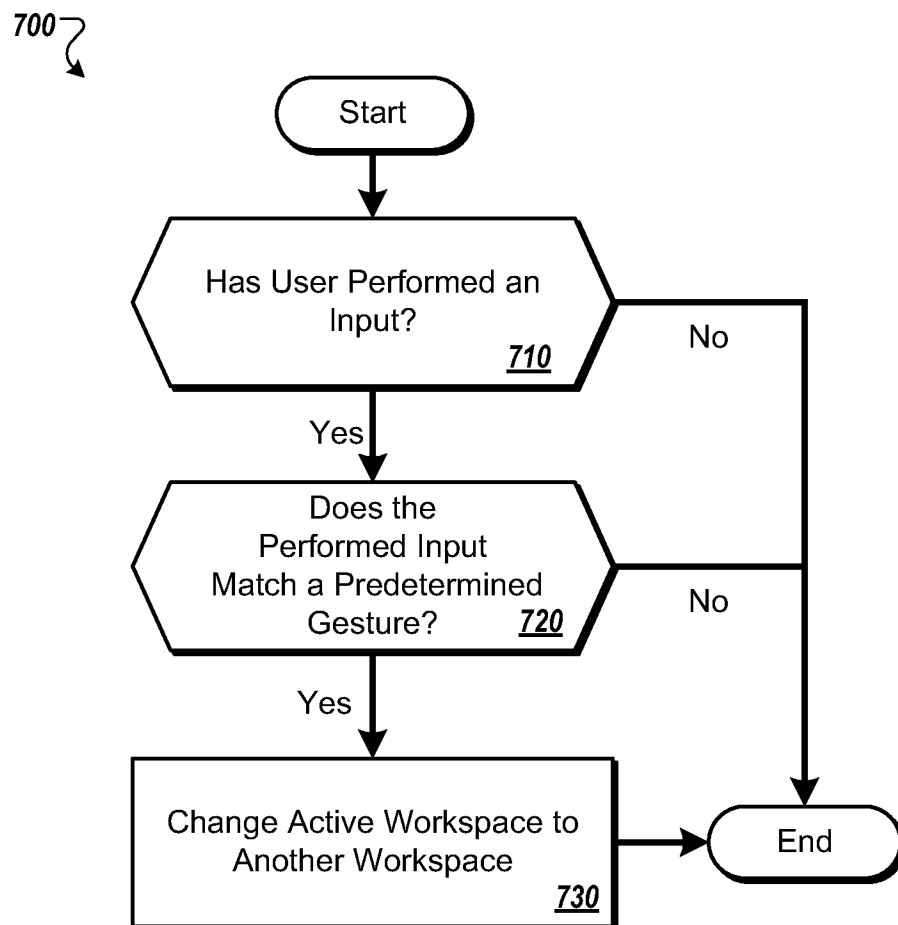 700
Start
Has User Performed an
Input?
710
No
Yes
Does the
Performed Input
Match a Predetermined
Gesture?
720
No
Yes
Change Active Workspace to
Another Workspace
730
End